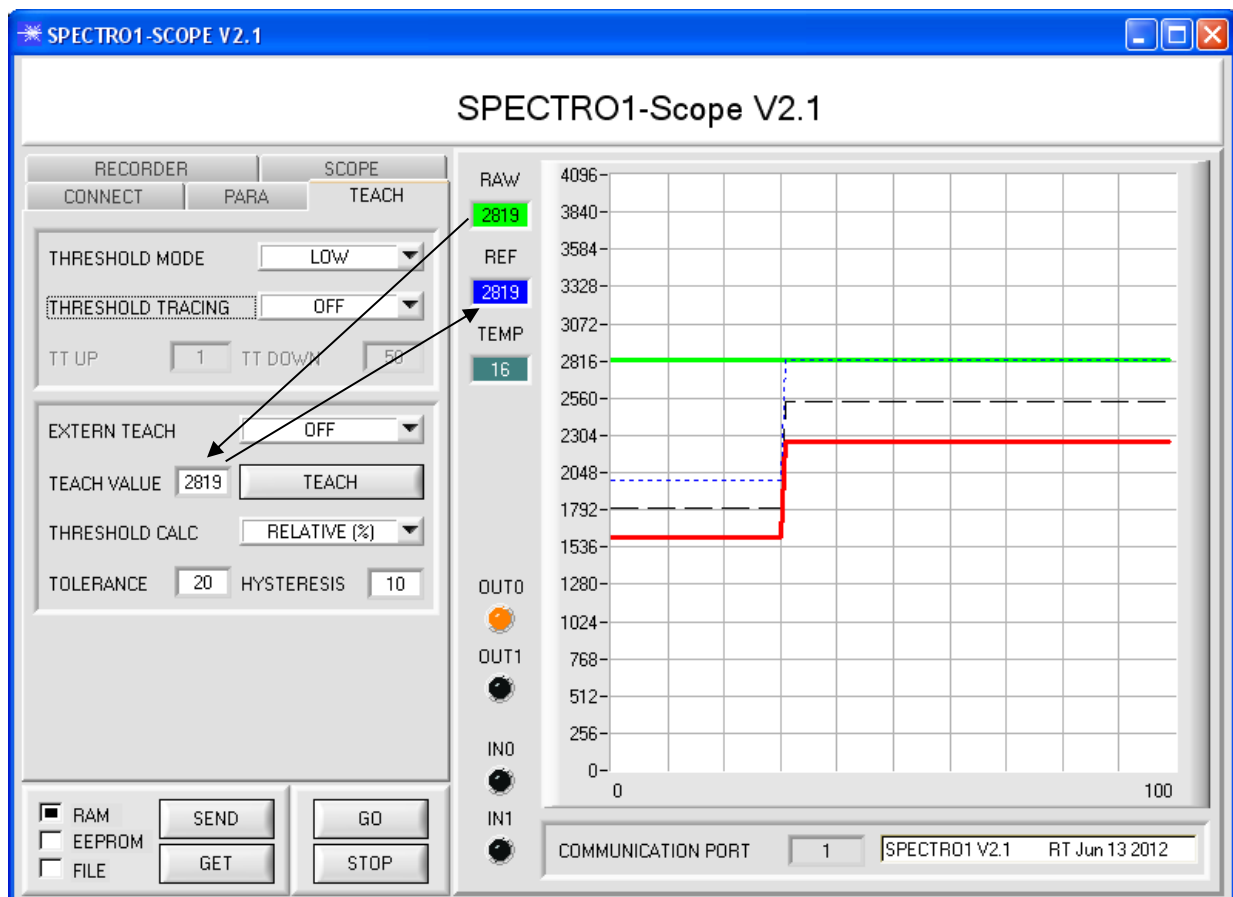 SPECTRO1-SCOPE V2.1
SPECTRO1-Scope V2.1
RECORDER SCOPE
CONNECT PARA TEACH
THRESHOLD MODE LOW
THRESHOLD TRACING OFF
TT UP 1 TT DOWN 50
EXTERN TEACH OFF
TEACH VALUE 2819 TEACH
THRESHOLD CALC RELATIVE (%)
TOLERANCE 20 HYSTERESIS 10
RAM
EEPROM
FILE
SEND
GET
GO
STOP
RAW
2819
REF
2819
TEMP
16
OUT0
OUT1
IN0
IN1
4096
3840
3584
3328
3072
2816
2560
2304
2048
1792
1536
1280
1024
768
512
256
0
0 100
COMMUNICATION PORT 1 SPECTRO1 V2.1 RT Jun 13 2012